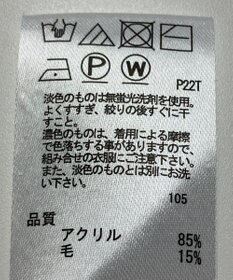 P W
P22T
淡色のものは無蛍光洗剤を使用。
よくすすぎ、絞りの後すぐに干す
こと。
濃色のものは、着用による摩擦
で色落ちする事がありますので、
組み合せの衣服にご注意下さい。
また、淡色のものとは別にお洗
い下さい。
105
品質
アクリル 85%
毛 15%